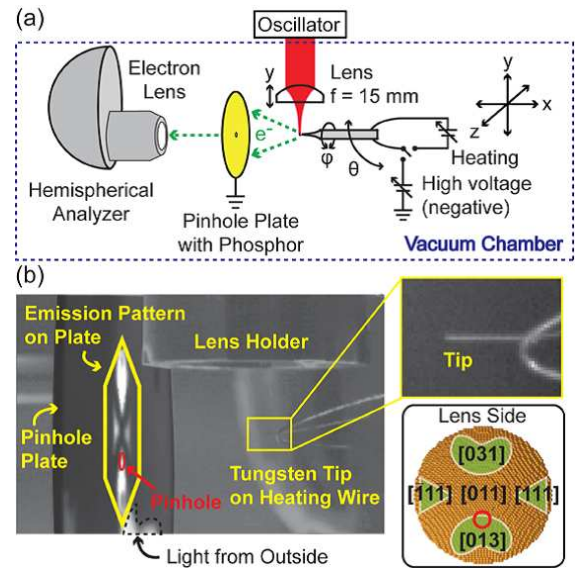 (a)
Oscillator
Electron
Lens
y
Lens
f = 15 mm
y
x
z
e⁻
φ
θ
Heating
High voltage
(negative)
Hemispherical
Analyzer
Pinhole Plate
with Phosphor
Vacuum Chamber
(b)
Emission Pattern
on Plate
Lens Holder
Tip
Pinhole
Plate
Pinhole
Tungsten Tip
on Heating Wire
Light from Outside
Lens Side
[031]
[111] [011] [111]
[013]